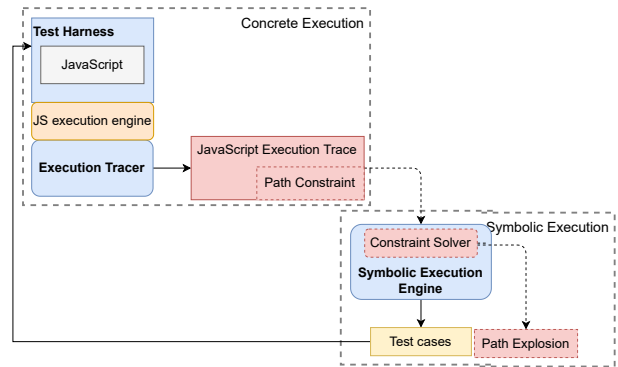 Concrete Execution
Test Harness
JavaScript
JS execution engine
Execution Tracer
JavaScript Execution Trace
Path Constraint
Symbolic Execution
Constraint Solver
Symbolic Execution
Engine
Test cases
Path Explosion